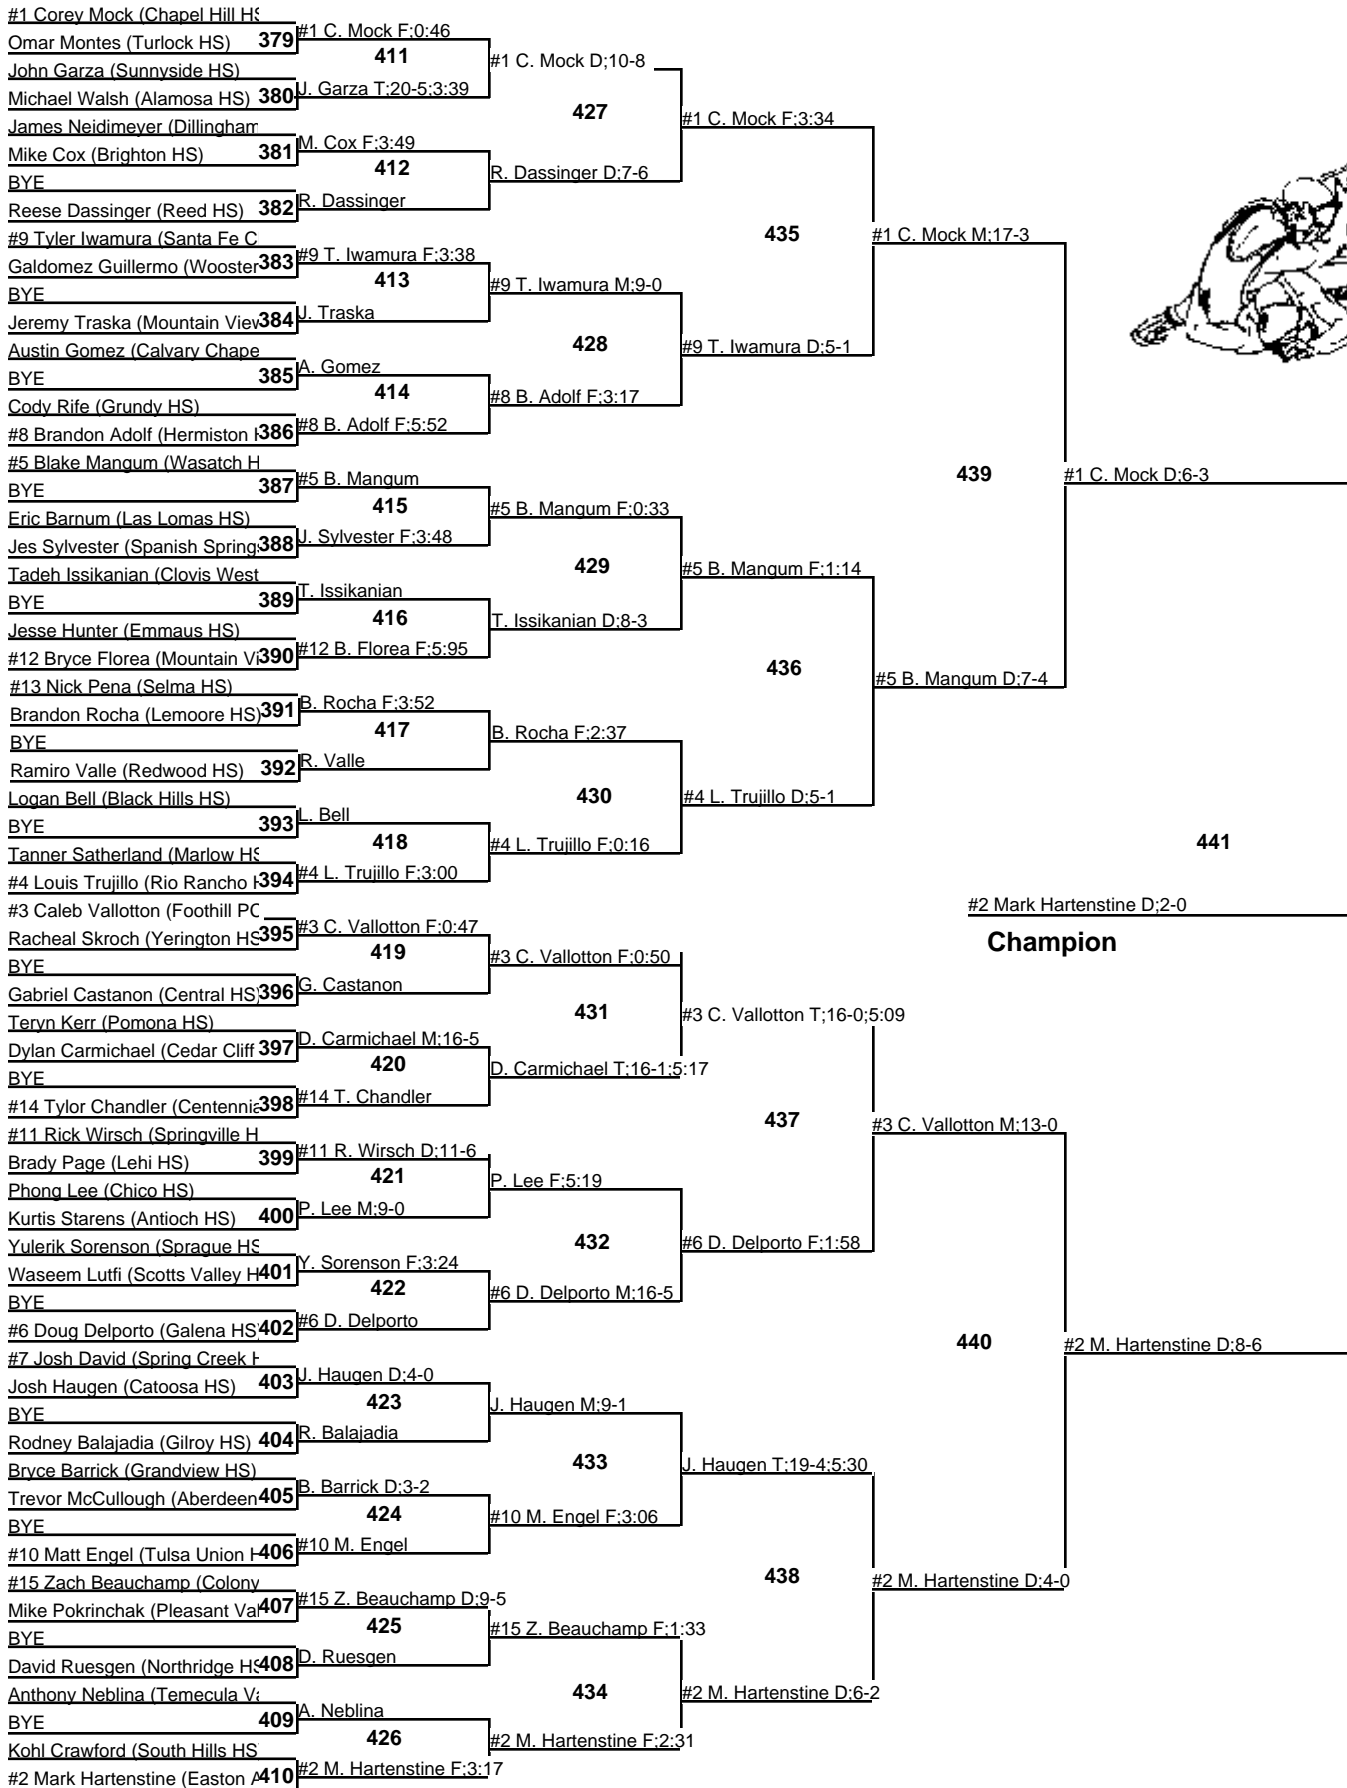 #1 Corey Mock (Chapel Hill HS
Omar Montes (Turlock HS)
379
#1 C. Mock F;0:46
John Garza (Sunnyside HS)
Michael Walsh (Alamosa HS)
380
J. Garza T;20-5;3:39
411
#1 C. Mock D;10-8
James Neidimeyer (Dillingham
Mike Cox (Brighton HS)
381
M. Cox F;3:49
BYE
Reese Dassinger (Reed HS)
382
R. Dassinger
412
R. Dassinger D;7-6
427
#1 C. Mock F;3:34
#9 Tyler Iwamura (Santa Fe C
Galdomez Guillermo (Wooster
383
#9 T. Iwamura F;3:38
BYE
Jeremy Traska (Mountain View
384
J. Traska
413
#9 T. Iwamura M;9-0
Austin Gomez (Calvary Chape
BYE
385
A. Gomez
Cody Rife (Grundy HS)
#8 Brandon Adolf (Hermiston H
386
#8 B. Adolf F;5:52
414
#8 B. Adolf F;3:17
428
#9 T. Iwamura D;5-1
435
#1 C. Mock M;17-3
#5 Blake Mangum (Wasatch H
BYE
387
#5 B. Mangum
Eric Barnum (Las Lomas HS)
Jes Sylvester (Spanish Springs
388
J. Sylvester F;3:48
415
#5 B. Mangum F;0:33
Tadeh Issikanian (Clovis West
BYE
389
T. Issikanian
Jesse Hunter (Emmaus HS)
#12 Bryce Florea (Mountain Vi
390
#12 B. Florea F;5:95
416
T. Issikanian D;8-3
429
#5 B. Mangum F;1:14
#13 Nick Pena (Selma HS)
Brandon Rocha (Lemoore HS)
391
B. Rocha F;3:52
BYE
Ramiro Valle (Redwood HS)
392
R. Valle
417
B. Rocha F;2:37
Logan Bell (Black Hills HS)
BYE
393
L. Bell
Tanner Satherland (Marlow HS
#4 Louis Trujillo (Rio Rancho H
394
#4 L. Trujillo F;3:00
418
#4 L. Trujillo F;0:16
430
#4 L. Trujillo D;5-1
436
#5 B. Mangum D;7-4
439
#1 C. Mock D;6-3
#3 Caleb Vallotton (Foothill PC
Racheal Skroch (Yerington HS
395
#3 C. Vallotton F;0:47
BYE
Gabriel Castanon (Central HS)
396
G. Castanon
419
#3 C. Vallotton F;0:50
Teryn Kerr (Pomona HS)
Dylan Carmichael (Cedar Cliff
397
D. Carmichael M;16-5
BYE
#14 Tylor Chandler (Centennia
398
#14 T. Chandler
420
D. Carmichael T;16-1;5:17
431
#3 C. Vallotton T;16-0;5:09
#11 Rick Wirsch (Springville H
Brady Page (Lehi HS)
399
#11 R. Wirsch D;11-6
Phong Lee (Chico HS)
Kurtis Starens (Antioch HS)
400
P. Lee M;9-0
421
P. Lee F;5:19
Yulerik Sorenson (Sprague HS
Waseem Lutfi (Scotts Valley H
401
Y. Sorenson F;3:24
BYE
#6 Doug Delporto (Galena HS)
402
#6 D. Delporto
422
#6 D. Delporto M;16-5
432
#6 D. Delporto F;1:58
437
#3 C. Vallotton M;13-0
#7 Josh David (Spring Creek H
Josh Haugen (Catoosa HS)
403
J. Haugen D;4-0
BYE
Rodney Balajadia (Gilroy HS)
404
R. Balajadia
423
J. Haugen M;9-1
Bryce Barrick (Grandview HS)
Trevor McCullough (Aberdeen
405
B. Barrick D;3-2
BYE
#10 Matt Engel (Tulsa Union H
406
#10 M. Engel
424
#10 M. Engel F;3:06
433
J. Haugen T;19-4;5:30
#15 Zach Beauchamp (Colony
Mike Pokrinchak (Pleasant Val
407
#15 Z. Beauchamp D;9-5
BYE
David Ruesgen (Northridge HS
408
D. Ruesgen
425
#15 Z. Beauchamp F;1:33
Anthony Neblina (Temecula Va
BYE
409
A. Neblina
Kohl Crawford (South Hills HS
#2 Mark Hartenstine (Easton A
410
#2 M. Hartenstine F;3:17
426
#2 M. Hartenstine F;2:31
434
#2 M. Hartenstine D;6-2
438
#2 M. Hartenstine D;4-0
440
#2 M. Hartenstine D;8-6
441
#2 Mark Hartenstine D;2-0
Champion